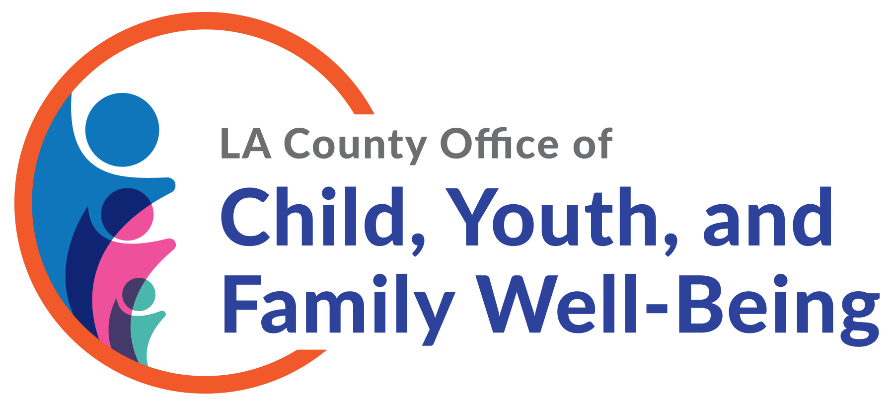 LA County Office of
Child, Youth, and
Family Well-Being